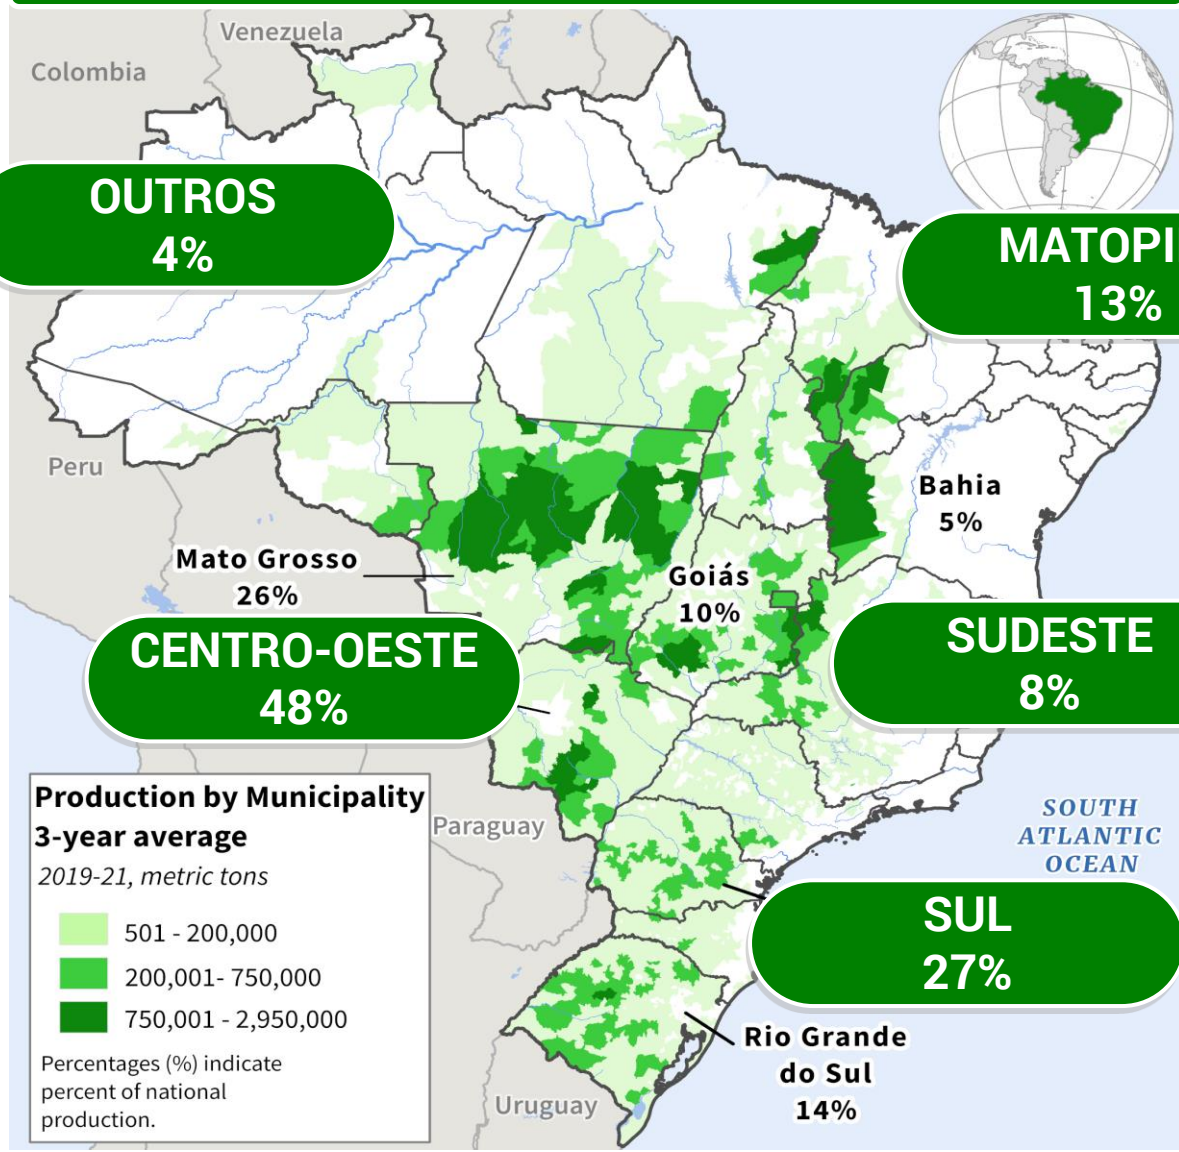 Venezuela
Colombia
OUTROS
4%
MATOPI
13%
Peru
Bahia
5%
Mato Grosso
26%
Goiás
10%
CENTRO-OESTE
48%
SUDESTE
8%
Production by Municipality
3-year average
2019-21, metric tons
501 - 200,000
200,001- 750,000
750,001 - 2,950,000
Percentages (%) indicate
percent of national
production.
Paraguay
SOUTH
ATLANTIC
OCEAN
SUL
27%
Rio Grande
do Sul
14%
Uruguay